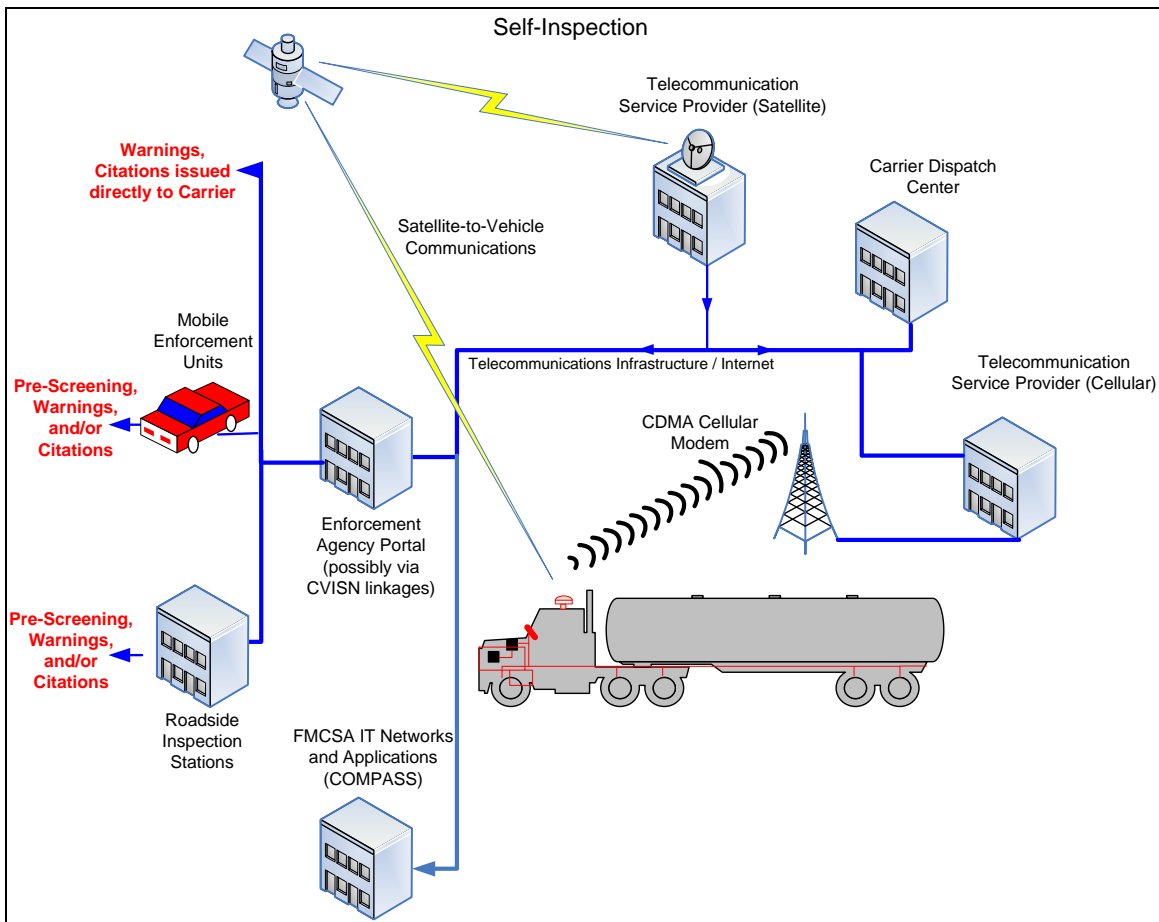 Self-Inspection
Telecommunication
Service Provider (Satellite)
Carrier Dispatch
Center
Warnings,
Citations issued
directly to Carrier
Satellite-to-Vehicle
Communications
Mobile
Enforcement
Units
Telecommunications Infrastructure / Internet
Telecommunication
Service Provider (Cellular)
Pre-Screening,
Warnings,
and/or
Citations
CDMA Cellular
Modem
Enforcement
Agency Portal
(possibly via
CVISN linkages)
Pre-Screening,
Warnings,
and/or
Citations
Roadside
Inspection
Stations
FMCSA IT Networks
and Applications
(COMPASS)